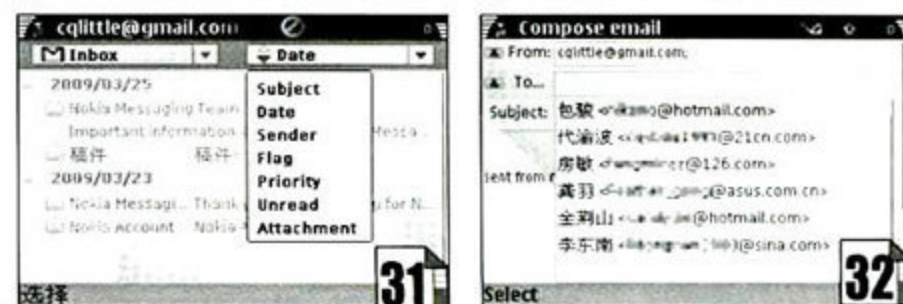 cqlittle@gmail.com
Inbox
Date
2009/03/25
Nokia Messaging Team
Important information
Messa...
稿件
稿件
2009/03/23
Nokia Messagi... Thank
u for N...
Nokia Account
Nokia
Subject
Date
Sender
Flag
Priority
Unread
Attachment
选择
31
Compose email
From: cqlittle@gmail.com;
To...
Subject:
包骏 @hotmail.com>
代渝波 @21cn.com>
房敏 @126.com>
sent from
龚羽 @asus.com.cn>
全荆山 @hotmail.com>
李东南 @sina.com>
Select
32